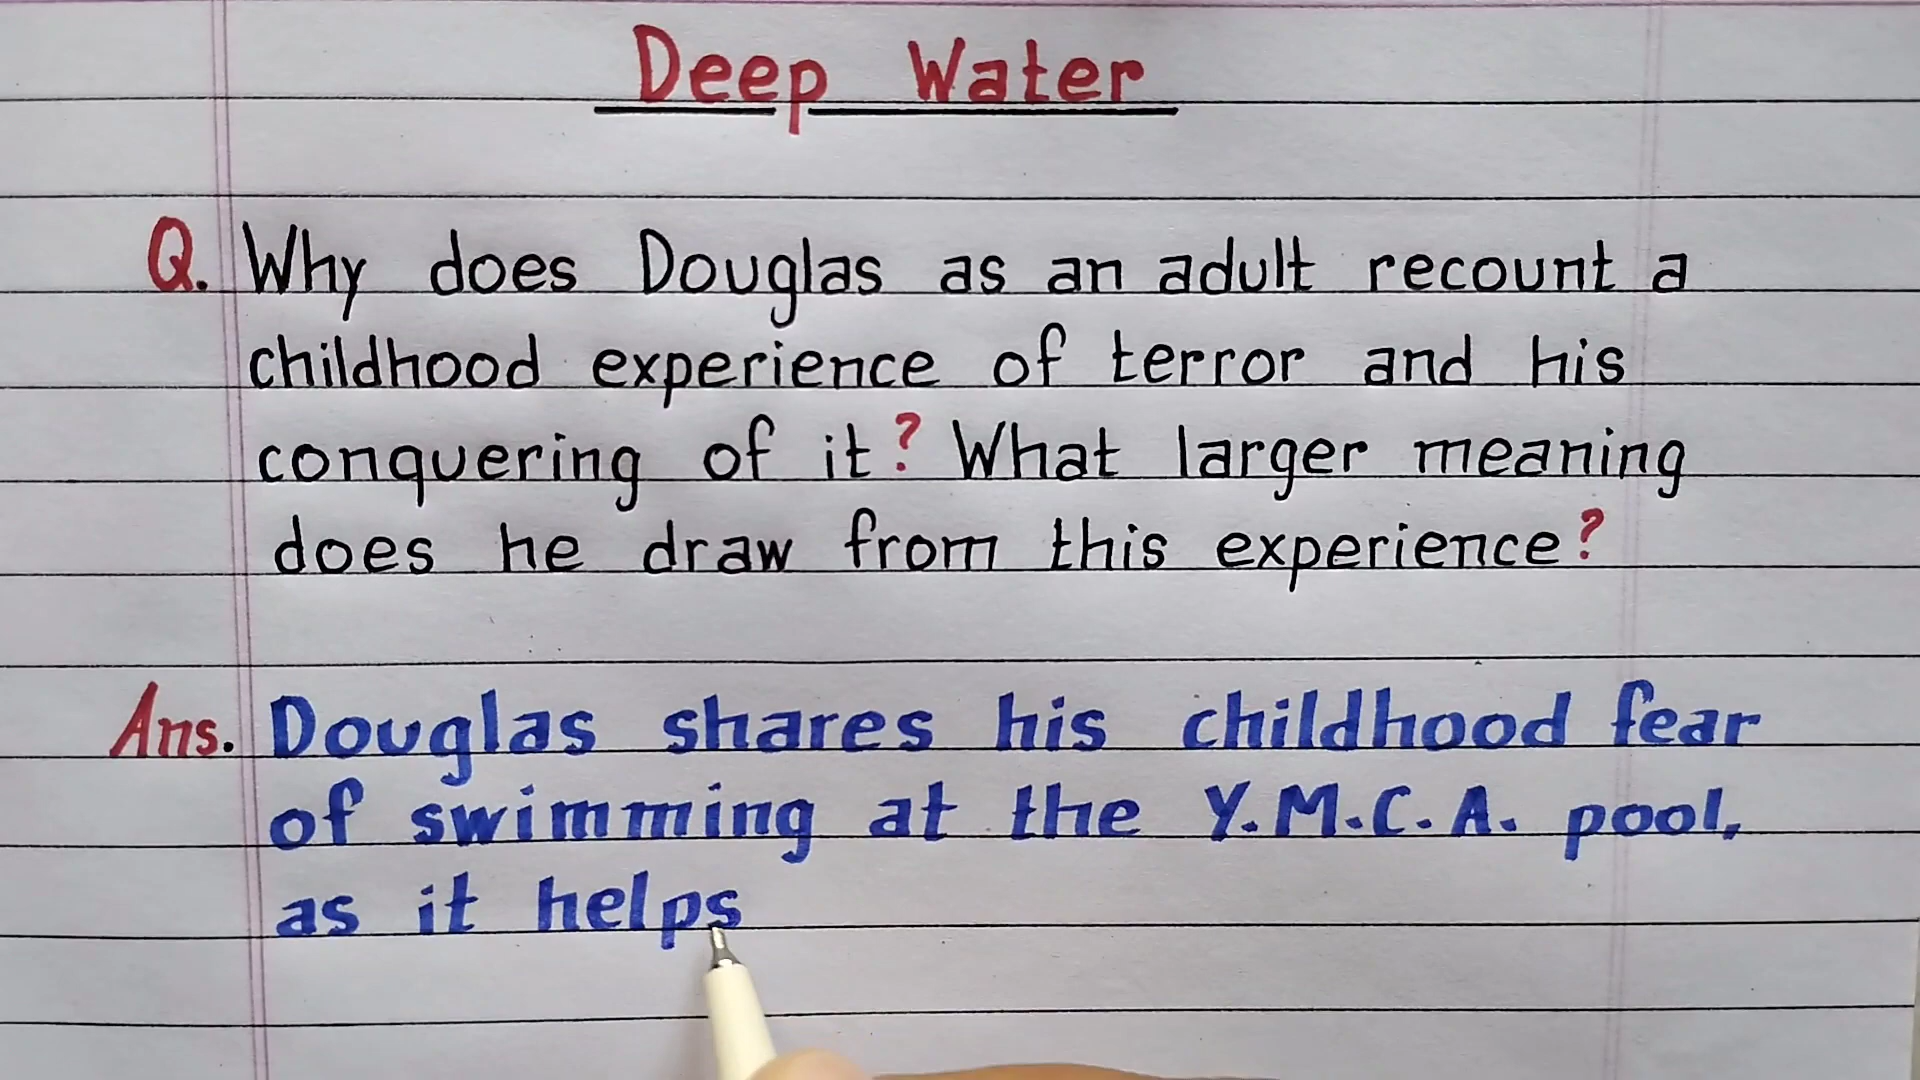 Deep Water
Q. Why does Douglas as an adult recount a
childhood experience of terror and his
conquering of it? What larger meaning
does he draw from this experience?
Ans. Douglas shares his childhood fear
of swimming at the Y.M.C.A. pool,
as it helps